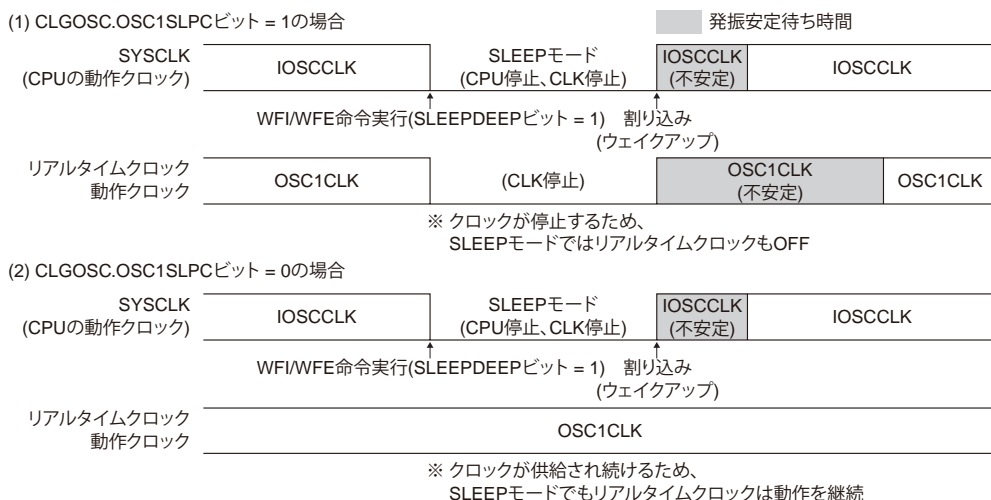 (1) CLGOSC.OSC1SLPCビット = 1の場合
発振安定待ち時間
SYSCLK
(CPUの動作クロック)
IOSCCLK
SLEEPモード
(CPU停止、CLK停止)
IOSCCLK
(不安定)
IOSCCLK
WFI/WFE命令実行(SLEEPDEEPビット = 1)
割り込み
(ウェイクアップ)
リアルタイムクロック
動作クロック
OSC1CLK
(CLK停止)
OSC1CLK
(不安定)
OSC1CLK
※ クロックが停止するため、
SLEEPモードではリアルタイムクロックもOFF
(2) CLGOSC.OSC1SLPCビット = 0の場合
SYSCLK
(CPUの動作クロック)
IOSCCLK
SLEEPモード
(CPU停止、CLK停止)
IOSCCLK
(不安定)
IOSCCLK
WFI/WFE命令実行(SLEEPDEEPビット = 1)
割り込み
(ウェイクアップ)
リアルタイムクロック
動作クロック
OSC1CLK
※ クロックが供給され続けるため、
SLEEPモードでもリアルタイムクロックは動作を継続